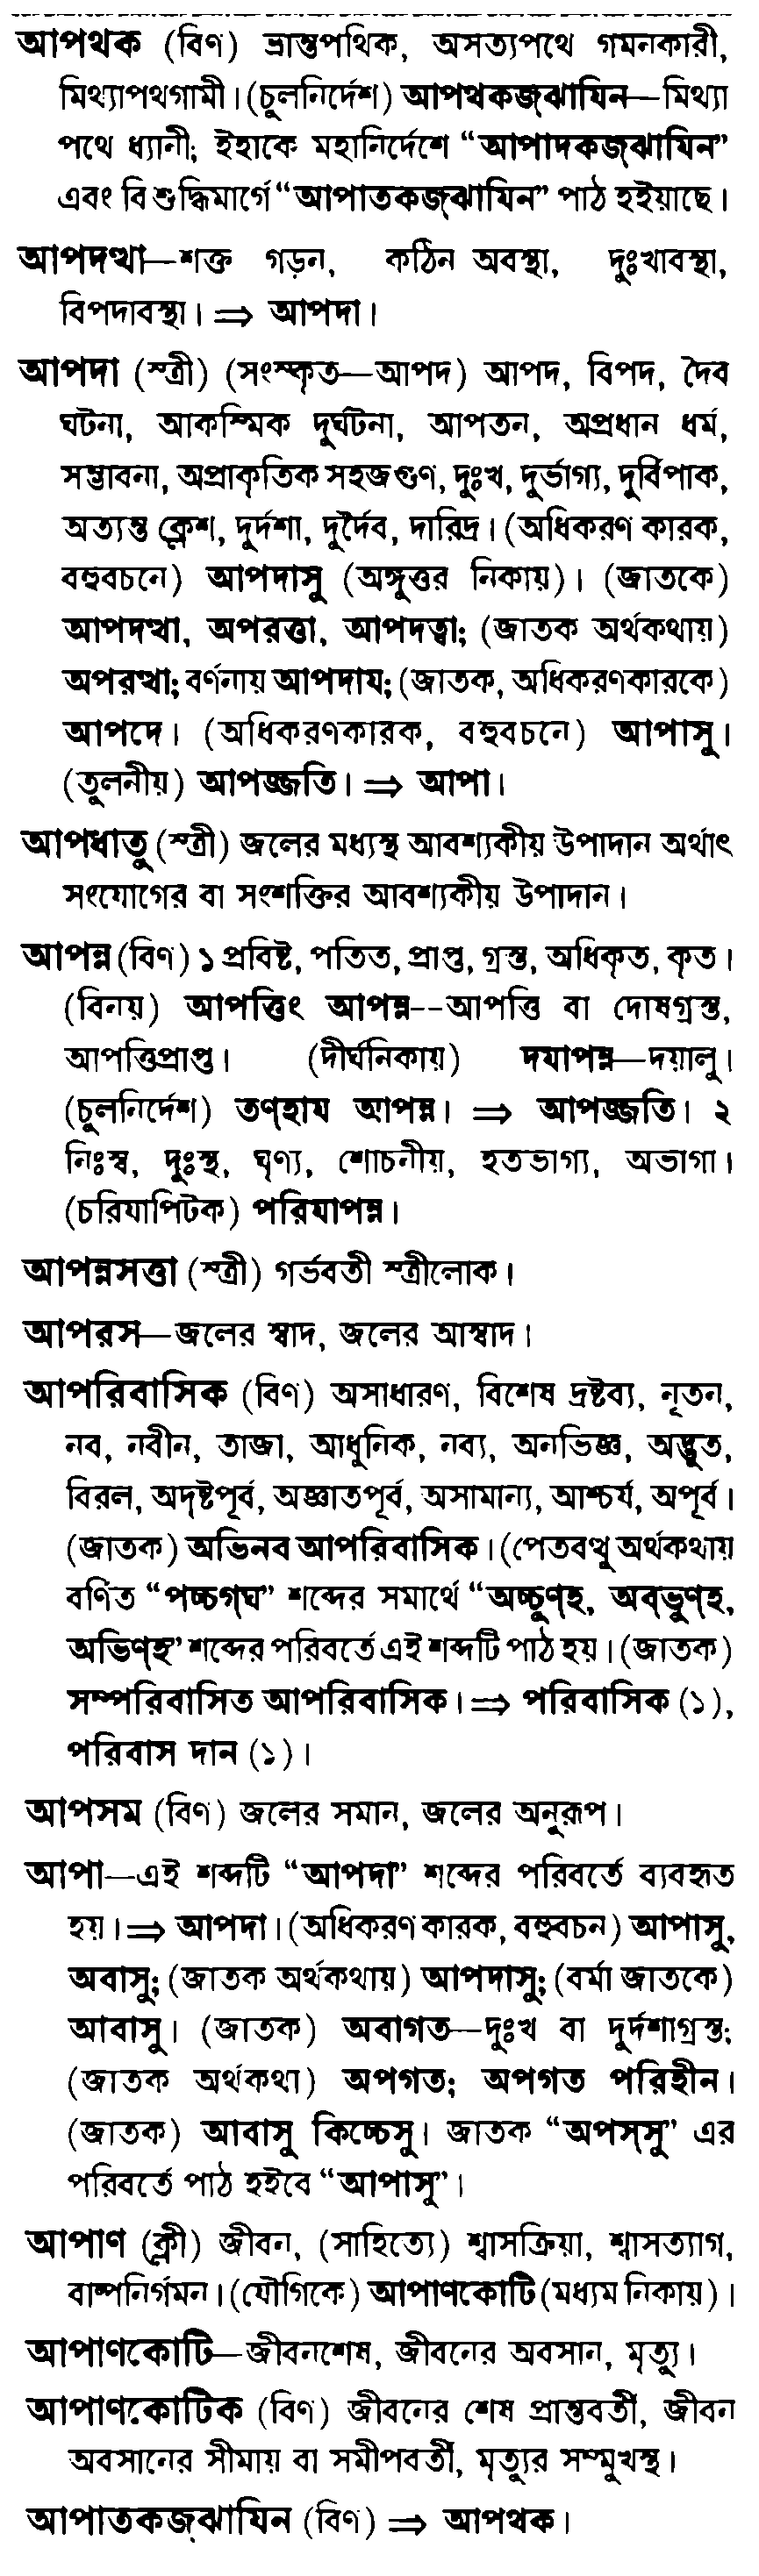 আপথক (বিণ) ভ্রান্তপথিক, অসত্যপথে গমনকারী,
মিথ্যাপথগামী। (চুলনির্দেশ) আপথকজ্ঝাযিন—মিথ্যা
পথে ধ্যানী; ইহাকে মহানির্দেশে “আপাদকজ্ঝাযিন”
এবং বিশুদ্ধিমার্গে “আপাতকজ্ঝাযিন” পাঠ হইয়াছে।
আপদত্থা—শক্ত গড়ন, কঠিন অবস্থা, দুঃখাবস্থা,
বিপদাবস্থা। ⇒ আপদা।
আপদা (স্ত্রী) (সংস্কৃত—আপদ) আপদ, বিপদ, দৈব
ঘটনা, আকস্মিক দুর্ঘটনা, আপতন, অপ্রধান ধর্ম,
সম্ভাবনা, অপ্রাকৃতিক সহজগুণ, দুঃখ, দুর্ভাগ্য, দুর্বিপাক,
অত্যন্ত ক্লেশ, দুর্দশা, দুর্দৈব, দারিদ্র। (অধিকরণ কারক,
বহুবচনে) আপদাসু (অঙ্গুত্তর নিকায়)। (জাতকে)
আপদত্থা, অপরত্তা, আপদত্বা; (জাতক অর্থকথায়)
অপরত্থা; বর্ণনায় আপদায; (জাতক, অধিকরণকারকে)
আপদে। (অধিকরণকারক, বহুবচনে) আপাসু।
(তুলনীয়) আপজ্জতি। ⇒ আপা।
আপধাতু (স্ত্রী) জলের মধ্যস্থ আবশ্যকীয় উপাদান অর্থাৎ
সংযোগের বা সংশক্তির আবশ্যকীয় উপাদান।
আপন্ন (বিণ) ১ প্রবিষ্ট, পতিত, প্রাপ্ত, গ্রস্ত, অধিকৃত, কৃত।
(বিনয়) আপত্তিং আপন্ন--আপত্তি বা দোষগ্রস্ত,
আপত্তিপ্রাপ্ত। (দীর্ঘনিকায়) দযাপন্ন—দয়ালু।
(চুলনির্দেশ) তণ্হায আপন্ন। ⇒ আপজ্জতি। ২
নিঃস্ব, দুঃস্থ, ঘৃণ্য, শোচনীয়, হতভাগ্য, অভাগা।
(চরিযাপিটক) পরিযাপন্ন।
আপন্নসত্তা (স্ত্রী) গর্ভবতী স্ত্রীলোক।
আপরস—জলের স্বাদ, জলের আস্বাদ।
আপরিবাসিক (বিণ) অসাধারণ, বিশেষ দ্রষ্টব্য, নূতন,
নব, নবীন, তাজা, আধুনিক, নব্য, অনভিজ্ঞ, অদ্ভুত,
বিরল, অদৃষ্টপূর্ব, অজ্ঞাতপূর্ব, অসামান্য, আশ্চর্য, অপূর্ব।
(জাতক) অভিনব আপরিবাসিক। (পেতবত্থু অর্থকথায়
বর্ণিত “পচ্চগ্ঘ” শব্দের সমার্থে “অচ্চুণ্হ, অব্ভুণ্হ,
অভিণ্হ” শব্দের পরিবর্তে এই শব্দটি পাঠ হয়। (জাতক)
সম্পরিবাসিত আপরিবাসিক। ⇒ পরিবাসিক (১),
পরিবাস দান (১)।
আপসম (বিণ) জলের সমান, জলের অনুরূপ।
আপা—এই শব্দটি “আপদা” শব্দের পরিবর্তে ব্যবহৃত
হয়। ⇒ আপদা। (অধিকরণ কারক, বহুবচন) আপাসু,
অবাসু; (জাতক অর্থকথায়) আপদাসু; (বর্মা জাতকে)
আবাসু। (জাতক) অবাগত—দুঃখ বা দুর্দশাগ্রস্ত;
(জাতক অর্থকথা) অপগত; অপগত পরিহীন।
(জাতক) আবাসু কিচ্চেসু। জাতক “অপস্সু” এর
পরিবর্তে পাঠ হইবে “আপাসু”।
আপাণ (ক্লী) জীবন, (সাহিত্যে) শ্বাসক্রিয়া, শ্বাসত্যাগ,
বাষ্পনির্গমন। (যৌগিকে) আপাণকোটি (মধ্যম নিকায়)।
আপাণকোটি—জীবনশেষ, জীবনের অবসান, মৃত্যু।
আপাণকোটিক (বিণ) জীবনের শেষ প্রান্তবর্তী, জীবন
অবসানের সীমায় বা সমীপবর্তী, মৃত্যুর সম্মুখস্থ।
আপাতকজ্ঝাযিন (বিণ) ⇒ আপথক।